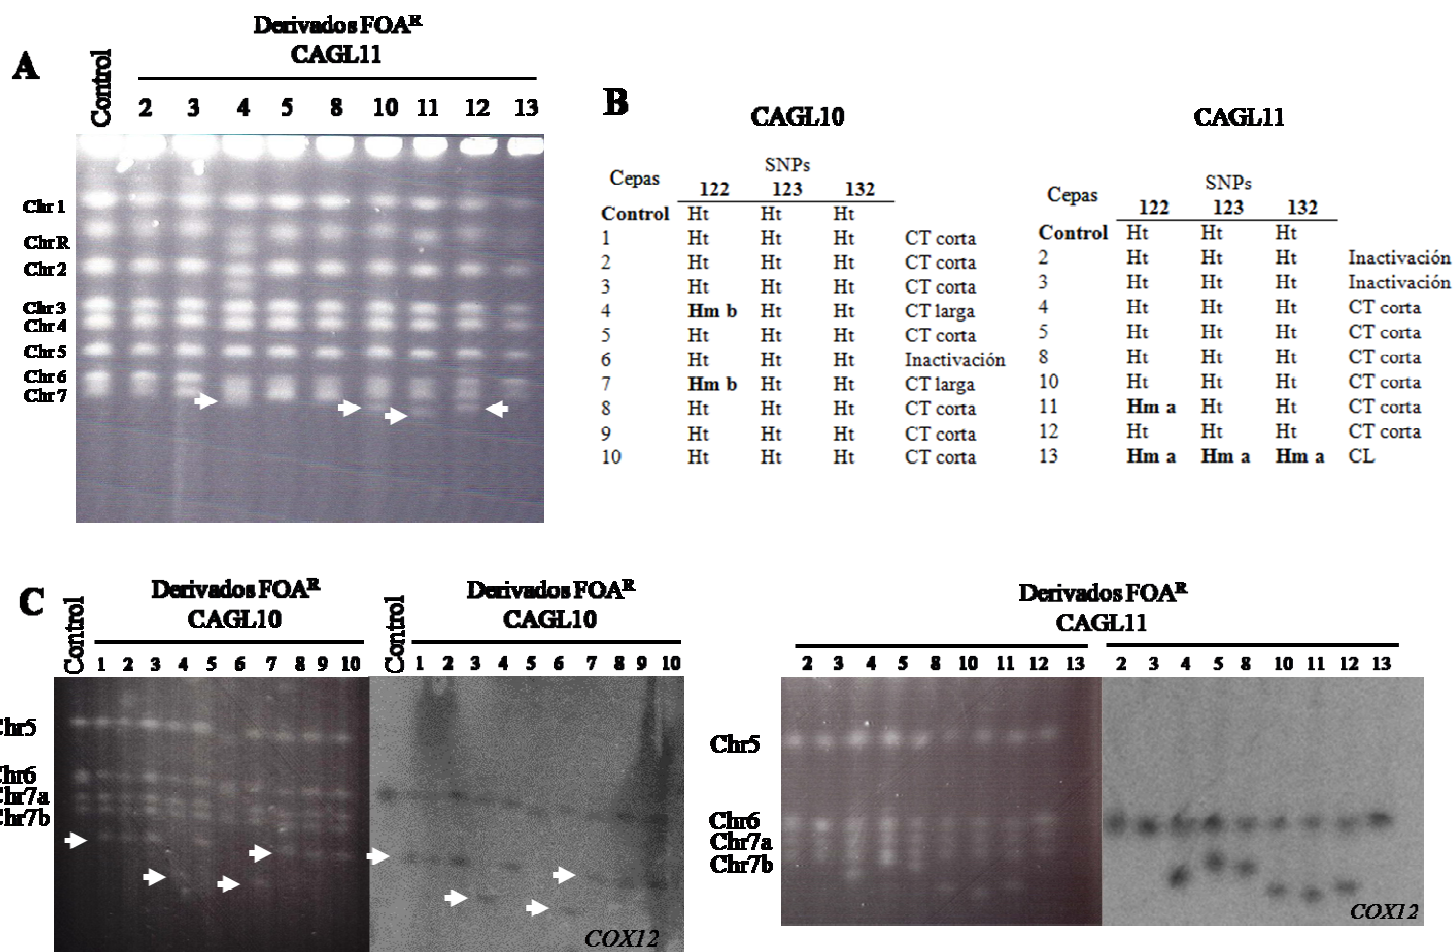 Derivados FOAR
CAGL11
A
Control
2 3 4 5 8 10 11 12 13
Chr 1
Chr R
Chr 2
Chr 3
Chr 4
Chr 5
Chr 6
Chr 7
B
CAGL10
Cepas SNPs
122 123 132
Control Ht Ht Ht
1 Ht Ht Ht CT corta
2 Ht Ht Ht CT corta
3 Ht Ht Ht CT corta
4 Hm b Ht Ht CT larga
5 Ht Ht Ht CT corta
6 Ht Ht Ht Inactivación
7 Hm b Ht Ht CT larga
8 Ht Ht Ht CT corta
9 Ht Ht Ht CT corta
10 Ht Ht Ht CT corta
CAGL11
Cepas SNPs
122 123 132
Control Ht Ht Ht
2 Ht Ht Ht Inactivación
3 Ht Ht Ht Inactivación
4 Ht Ht Ht CT corta
5 Ht Ht Ht CT corta
8 Ht Ht Ht CT corta
10 Ht Ht Ht CT corta
11 Hm a Ht Ht CT corta
12 Ht Ht Ht CT corta
13 Hm a Hm a Hm a CL
C
Derivados FOAR
CAGL10
Control
1 2 3 4 5 6 7 8 9 10
Chr5
Chr6
Chr7a
Chr7b
Derivados FOAR
CAGL10
Control
1 2 3 4 5 6 7 8 9 10
COX12
Derivados FOAR
CAGL11
2 3 4 5 8 10 11 12 13
2 3 4 5 8 10 11 12 13
Chr5
Chr6
Chr7a
Chr7b
COX12